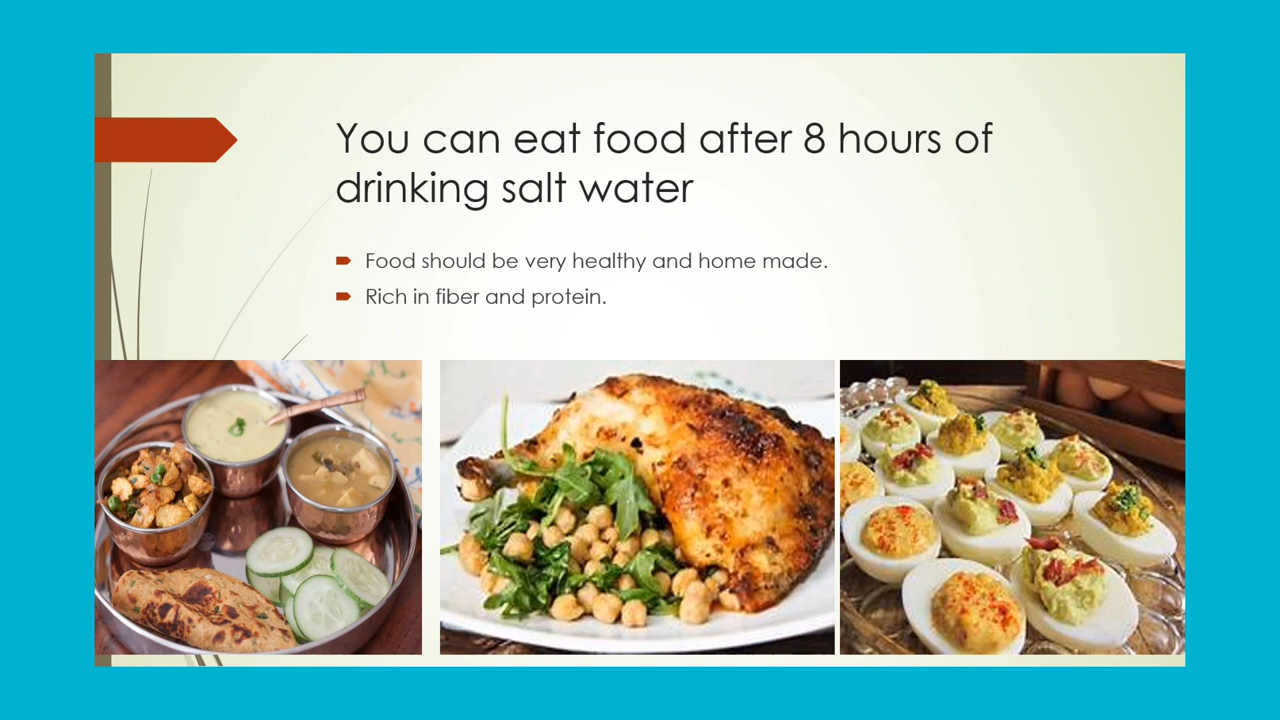 You can eat food after 8 hours of
drinking salt water
Food should be very healthy and home made.
Rich in fiber and protein.